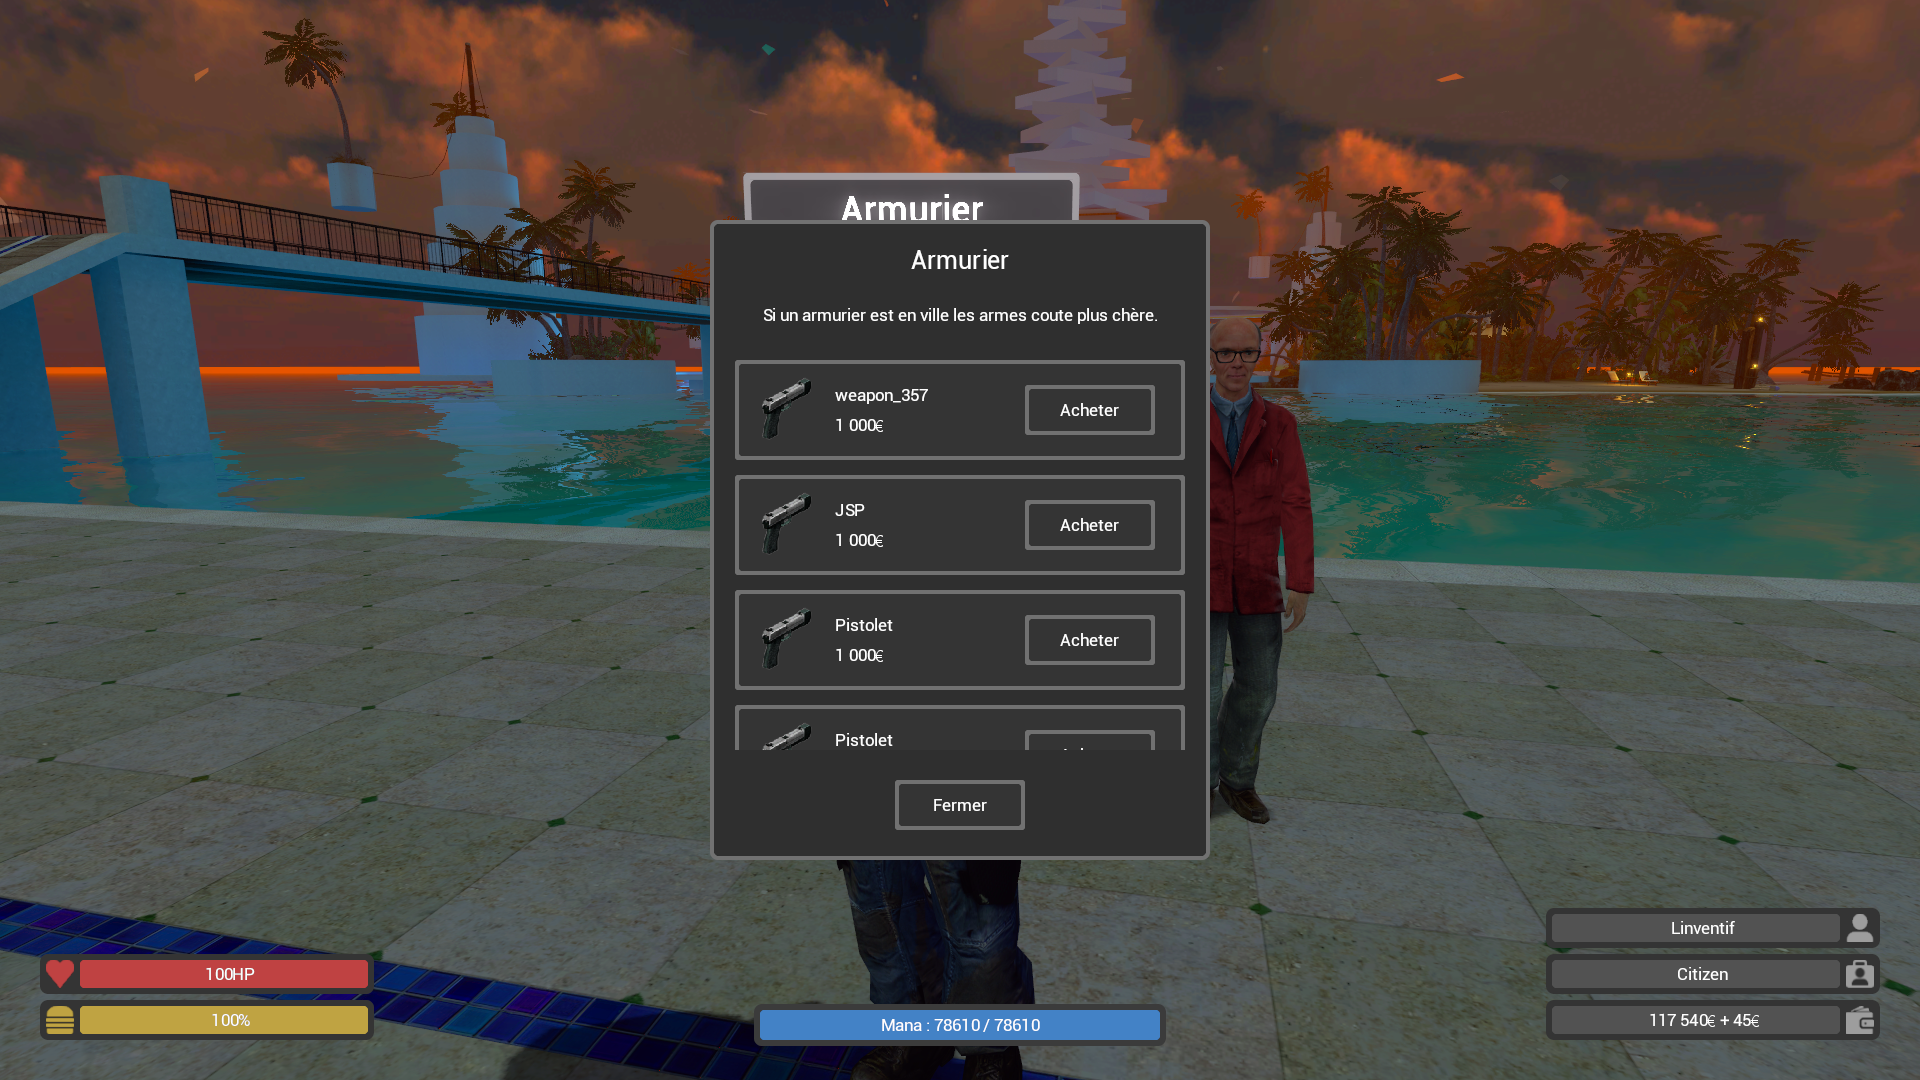 Armurier
Armurier
Si un armurier est en ville les armes coute plus chère.
weapon_357
1 000€
Acheter
JSP
1 000€
Acheter
Pistolet
1 000€
Acheter
Pistolet
Fermer
100HP
100%
Mana : 78610 / 78610
Linventif
Citizen
117 540€ + 45€